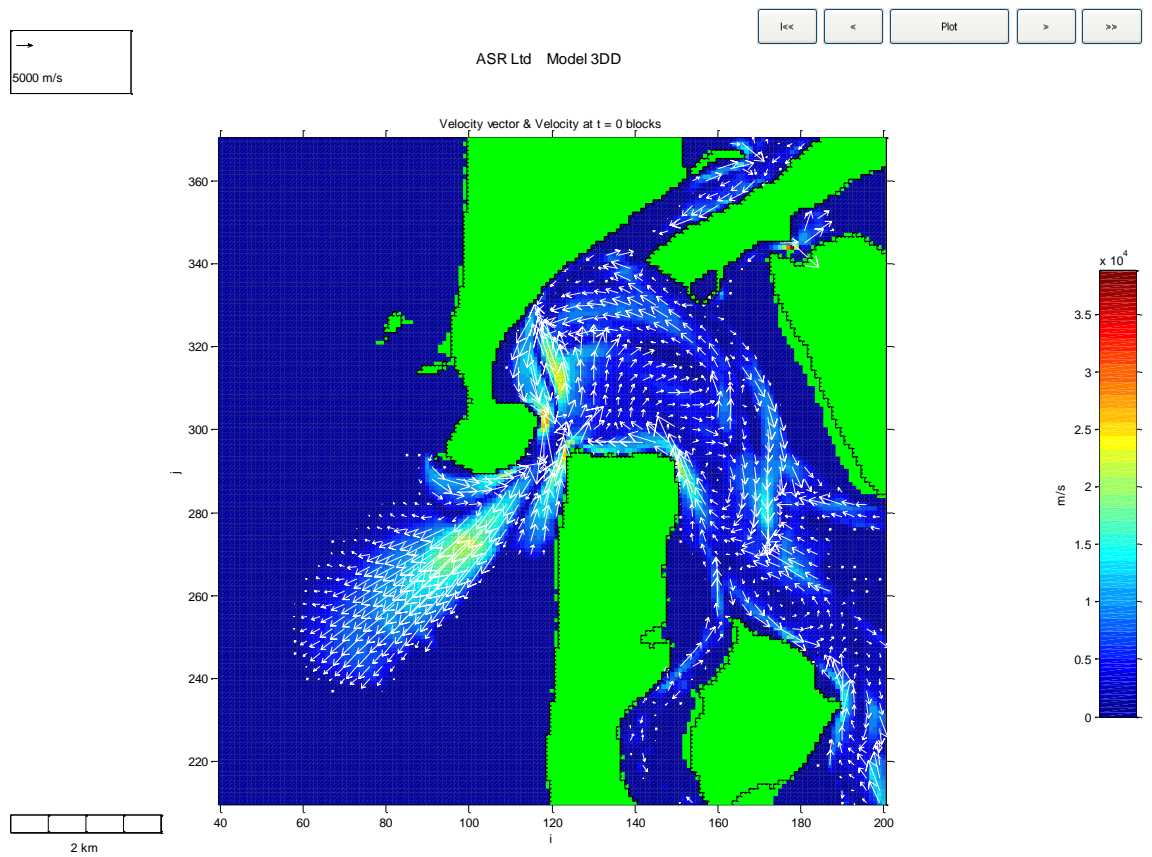 I<< < Plot > >>
5000 m/s
ASR Ltd Model 3DD
Velocity vector & Velocity at t = 0 blocks
360
340
320
300
280
260
240
220
j
40 60 80 100 120 140 160 180 200
i
x 10^4
3.5
3
2.5
2
1.5
1
0.5
0
m/s
2 km